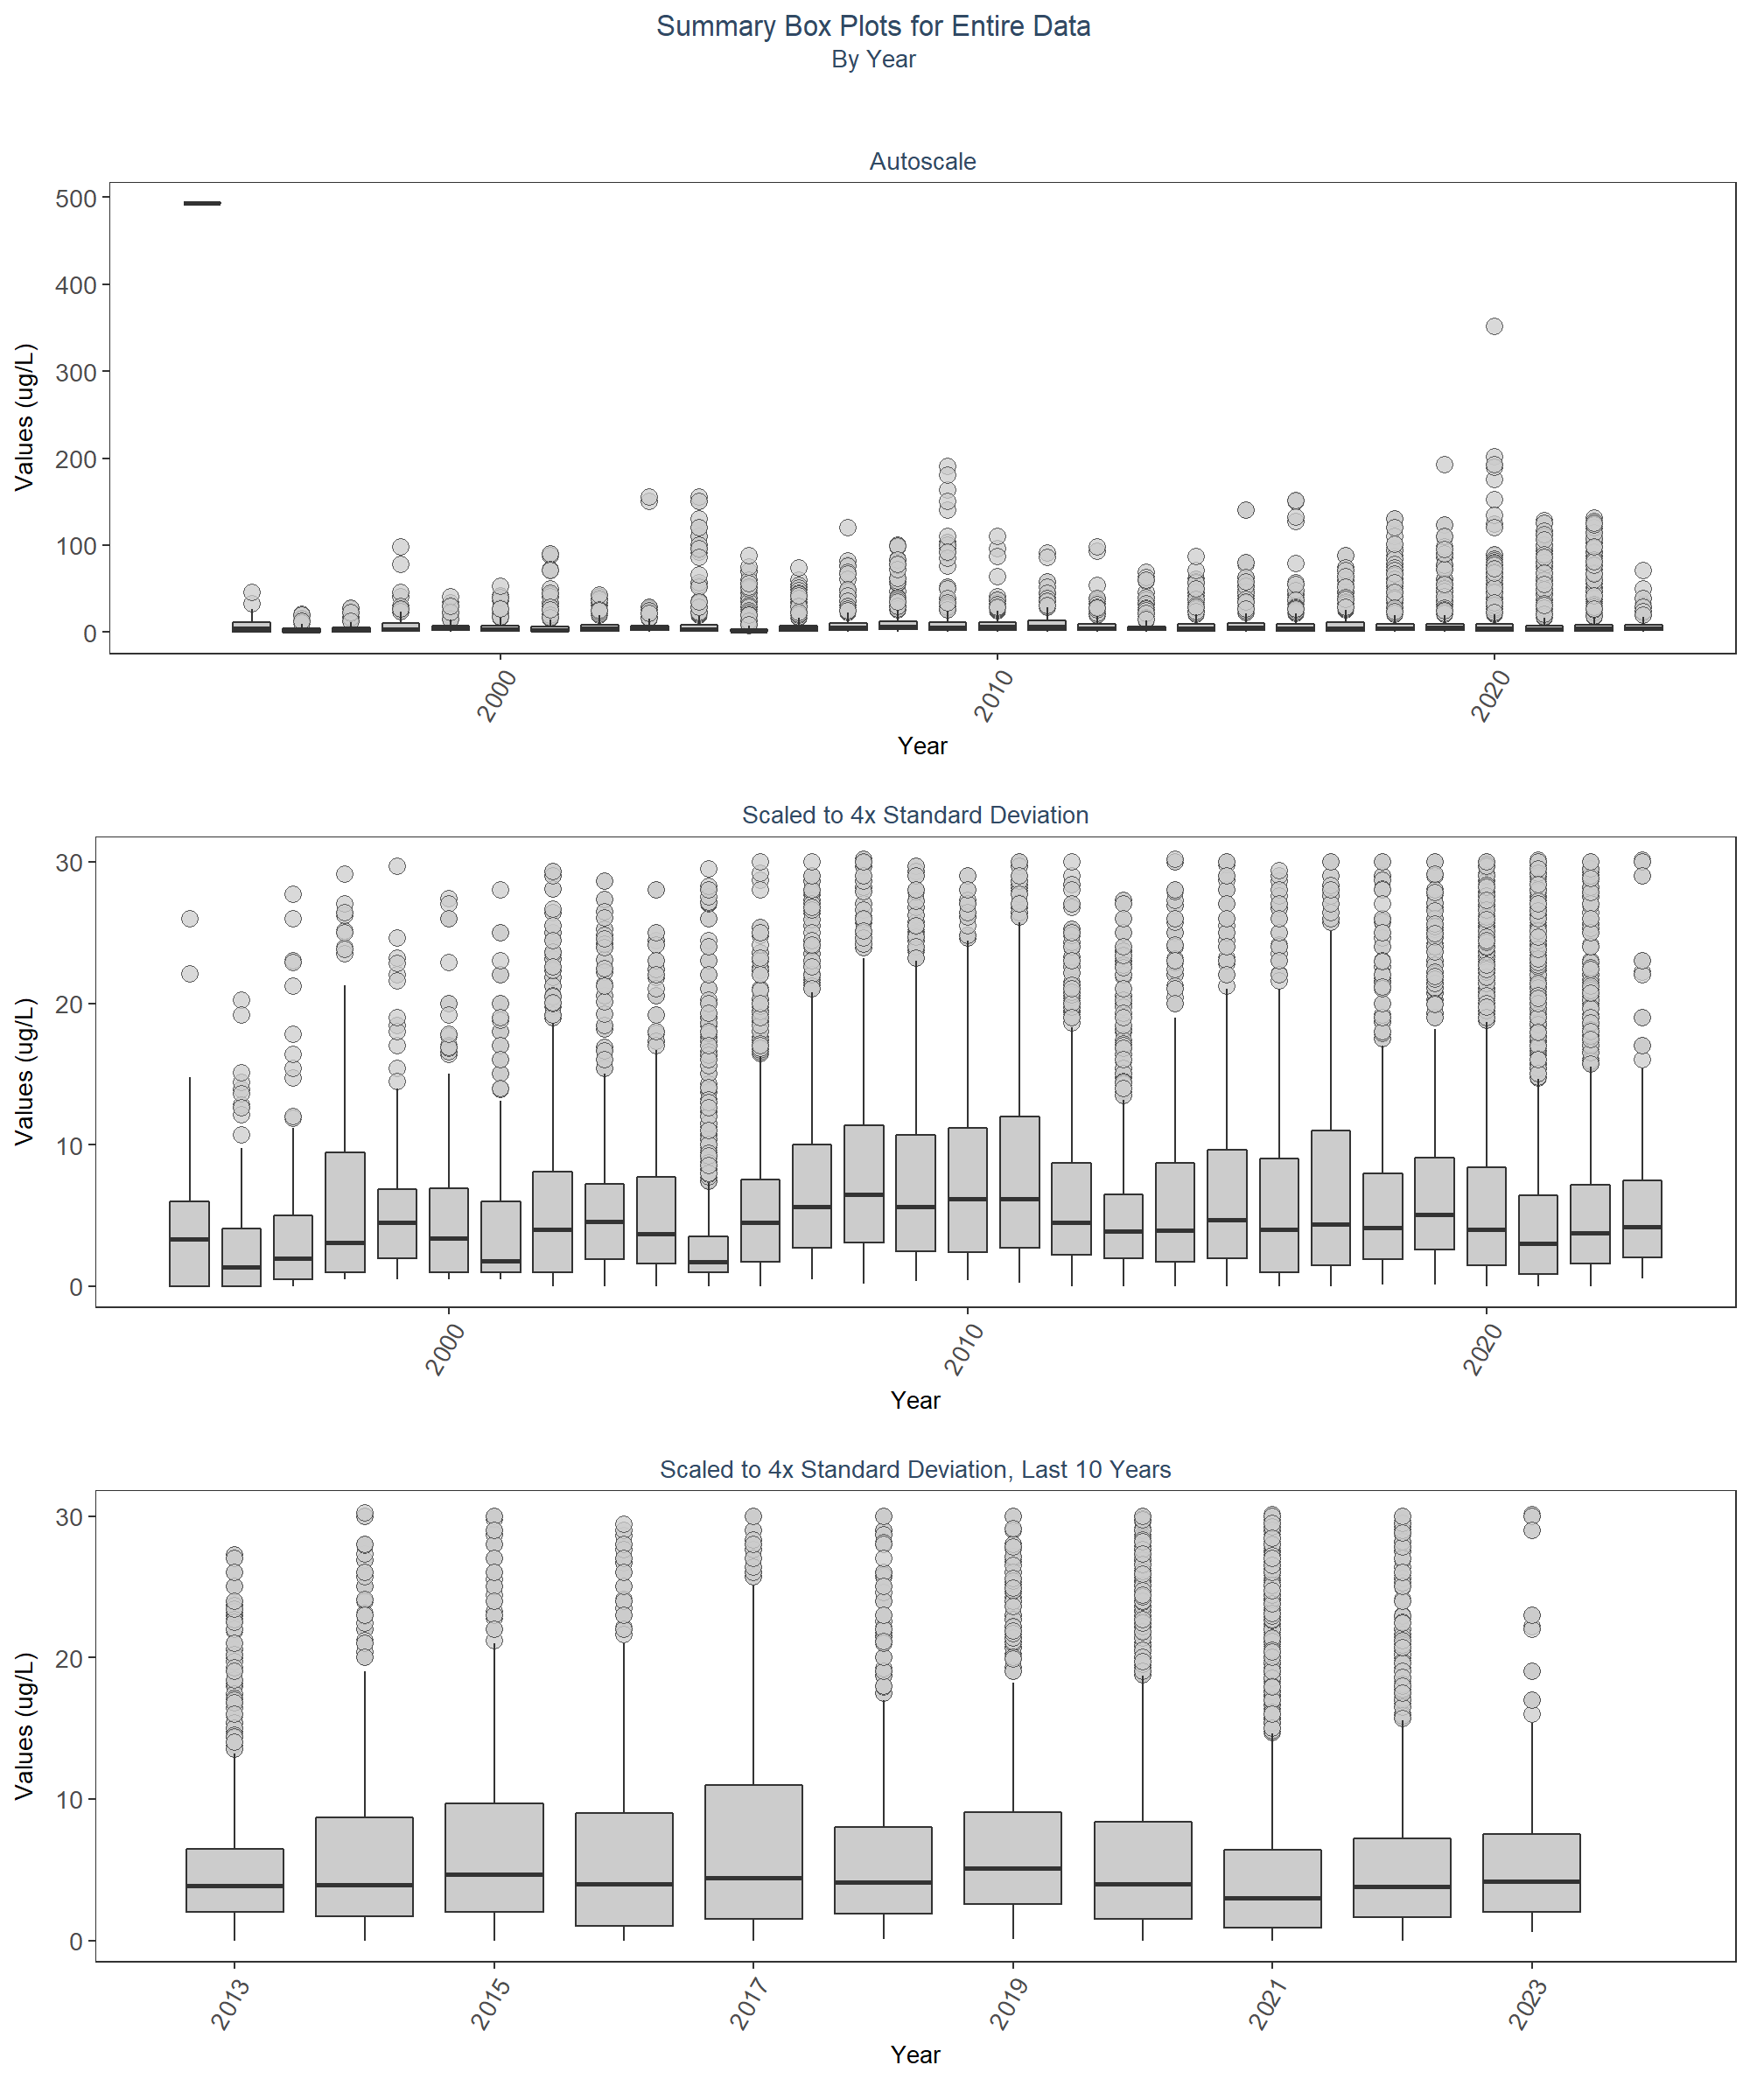 Summary Box Plots for Entire Data
By Year
Autoscale
Values (ug/L)
500
400
300
200
100
0
2000
2010
2020
Year
Scaled to 4x Standard Deviation
Values (ug/L)
30
20
10
0
2000
2010
2020
Year
Scaled to 4x Standard Deviation, Last 10 Years
Values (ug/L)
30
20
10
0
2013
2015
2017
2019
2021
2023
Year